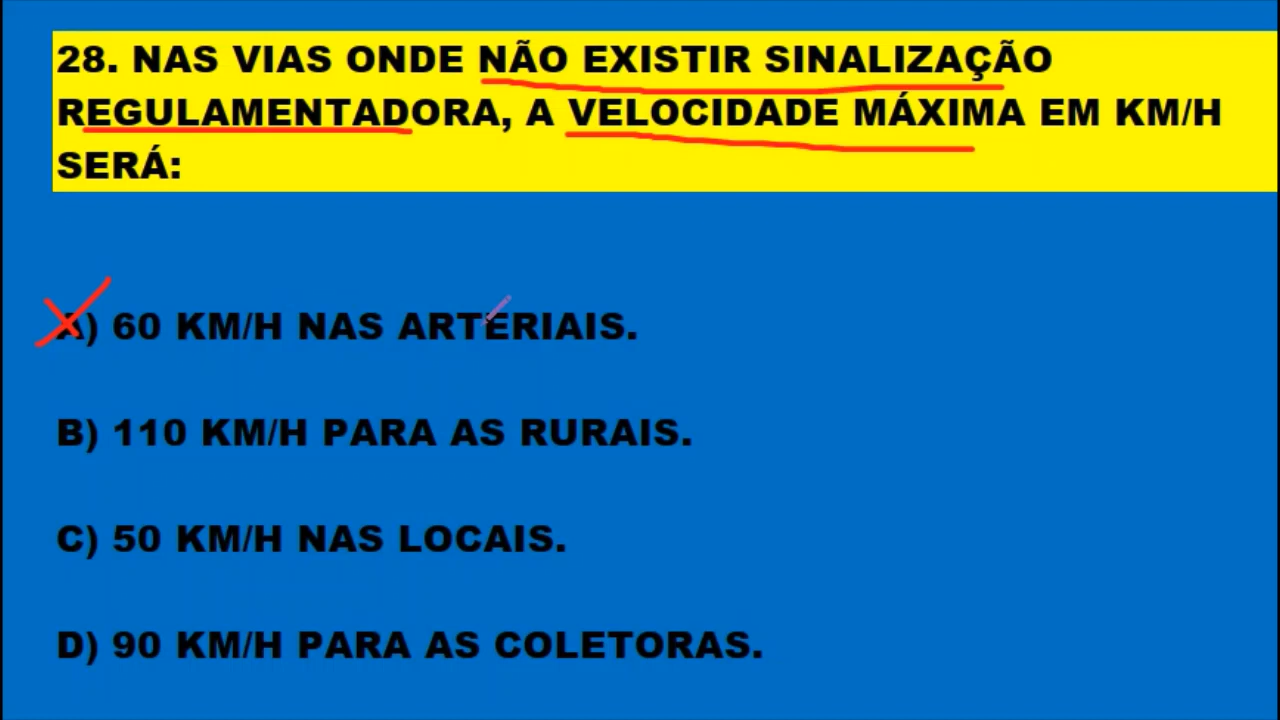 28. NAS VIAS ONDE NÃO EXISTIR SINALIZAÇÃO
REGULAMENTADORA, A VELOCIDADE MÁXIMA EM KM/H
SERÁ:
A) 60 KM/H NAS ARTERIAIS.
B) 110 KM/H PARA AS RURAIS.
C) 50 KM/H NAS LOCAIS.
D) 90 KM/H PARA AS COLETORAS.